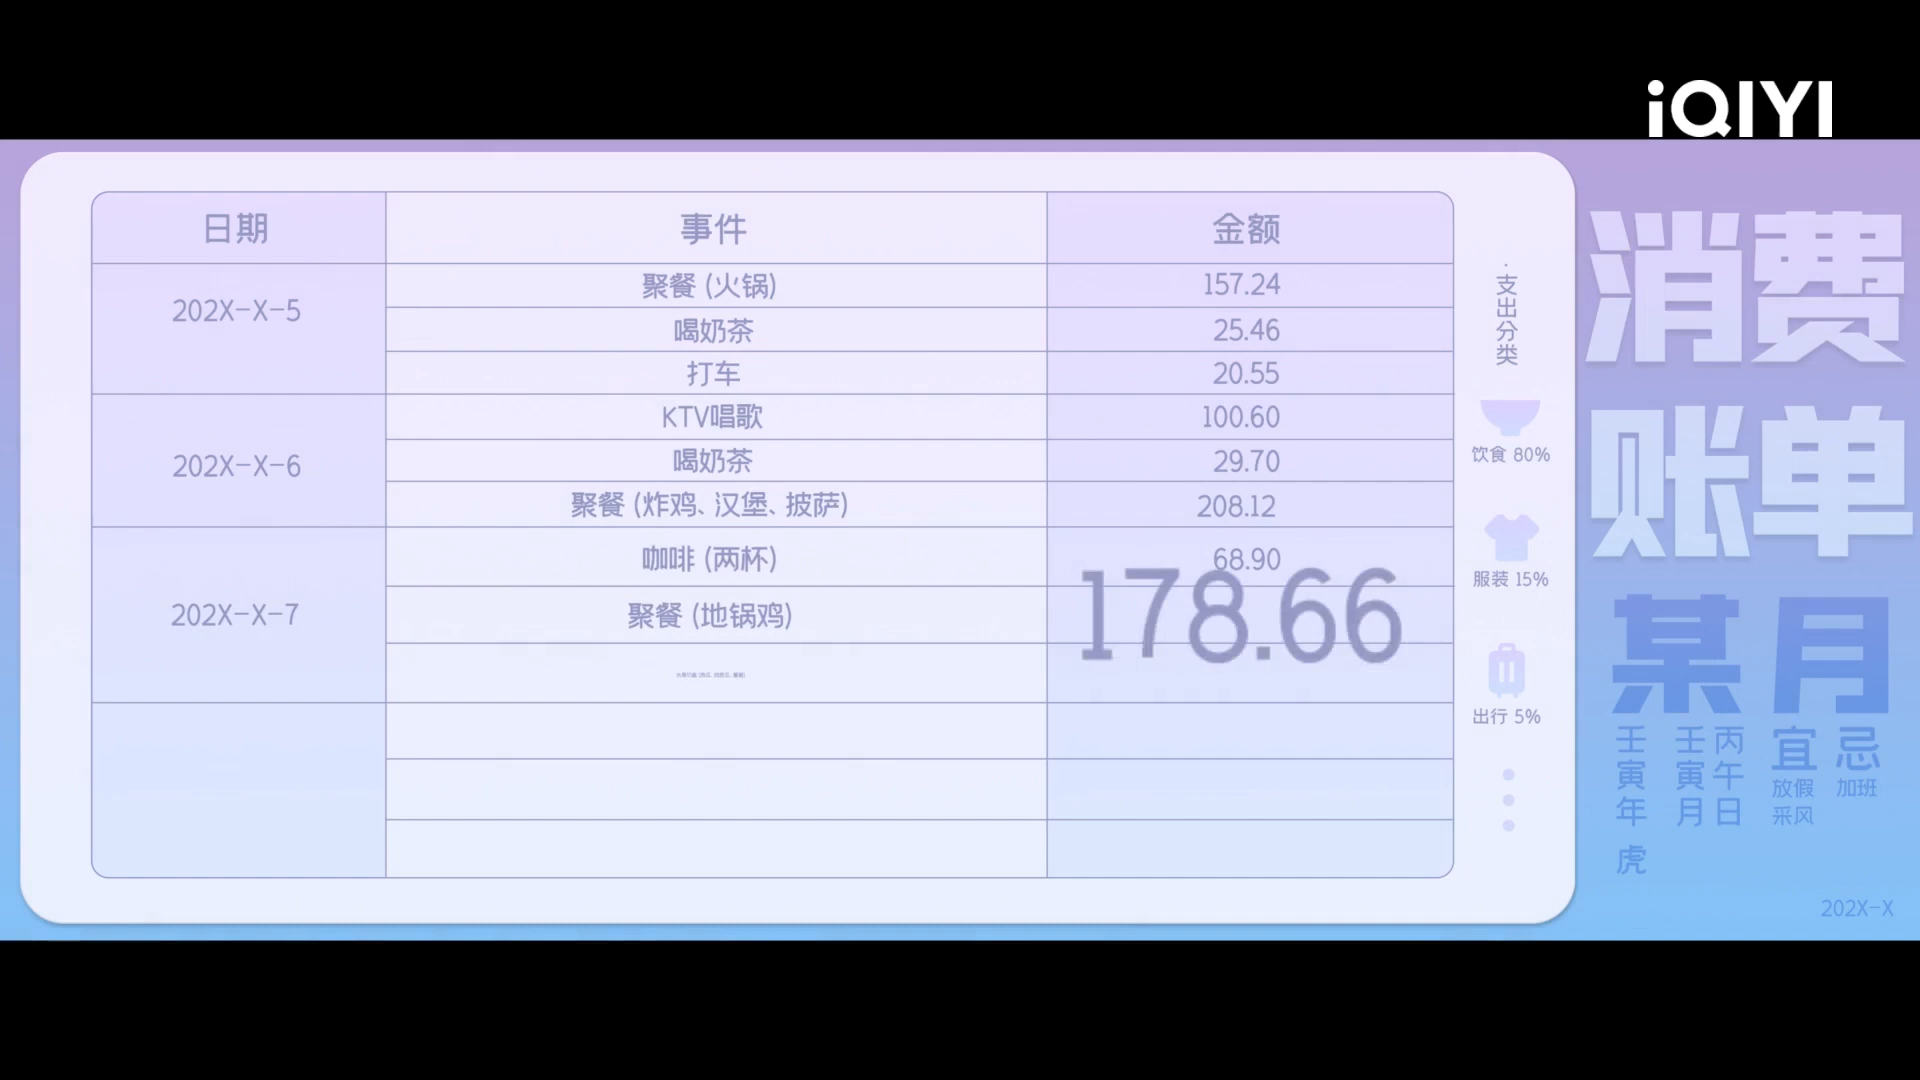 iQIYI
日期 事件 金额
202X-X-5
聚餐 (火锅) 157.24
喝奶茶 25.46
打车 20.55
202X-X-6
KTV唱歌 100.60
喝奶茶 29.70
聚餐 (炸鸡、汉堡、披萨) 208.12
202X-X-7
咖啡 (两杯) 68.90
聚餐 (地锅鸡) 178.66
·支出分类
饮食 80%
服装 15%
出行 5%
消费
账单
某月
壬寅年 虎
壬寅月
丙午日
宜
放假
采风
忌
加班
202X-X